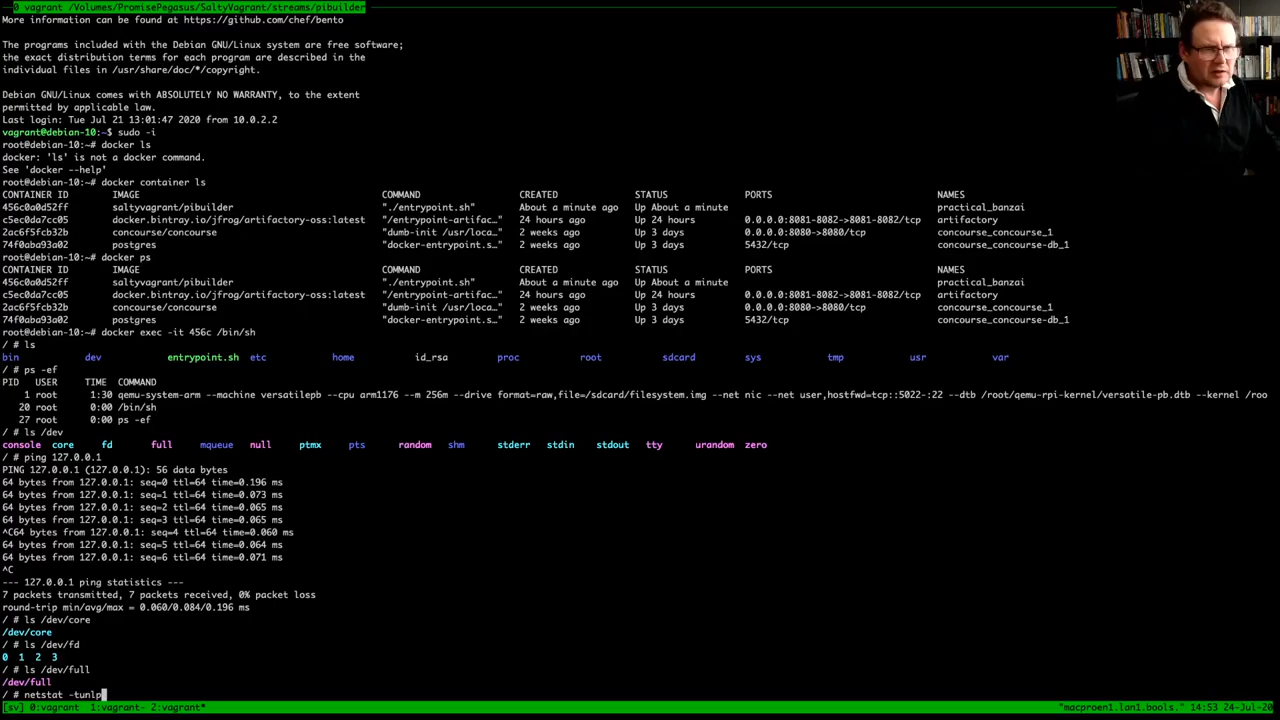 0 vagrant /Volumes/PromisePegasus/SaltyVagrant/streams/pibuilder
More information can be found at https://github.com/chef/bento
The programs included with the Debian GNU/Linux system are free software;
the exact distribution terms for each program are described in the
individual files in /usr/share/doc/*/copyright.
Debian GNU/Linux comes with ABSOLUTELY NO WARRANTY, to the extent
permitted by applicable law.
Last login: Tue Jul 21 13:01:47 2020 from 10.0.2.2
vagrant@debian-10:~$ sudo -i
root@debian-10:~# docker ls
docker: 'ls' is not a docker command.
See 'docker --help'
root@debian-10:~# docker container ls
CONTAINER ID IMAGE COMMAND CREATED STATUS PORTS NAMES
456c0a0d52ff saltyvagrant/pibuilder "./entrypoint.sh" About a minute ago Up About a minute practical_banzai
c5ec0da7cc05 docker.bintray.io/jfrog/artifactory-oss:latest "/entrypoint-artifac…" 24 hours ago Up 24 hours 0.0.0.0:8081-8082->8081-8082/tcp artifactory
2ac6f5fcb32b concourse/concourse "dumb-init /usr/loca…" 2 weeks ago Up 3 days 0.0.0.0:8080->8080/tcp concourse_concourse_1
74f0aba93a02 postgres "docker-entrypoint.s…" 2 weeks ago Up 3 days 5432/tcp concourse_concourse-db_1
root@debian-10:~# docker ps
CONTAINER ID IMAGE COMMAND CREATED STATUS PORTS NAMES
456c0a0d52ff saltyvagrant/pibuilder "./entrypoint.sh" About a minute ago Up About a minute practical_banzai
c5ec0da7cc05 docker.bintray.io/jfrog/artifactory-oss:latest "/entrypoint-artifac…" 24 hours ago Up 24 hours 0.0.0.0:8081-8082->8081-8082/tcp artifactory
2ac6f5fcb32b concourse/concourse "dumb-init /usr/loca…" 2 weeks ago Up 3 days 0.0.0.0:8080->8080/tcp concourse_concourse_1
74f0aba93a02 postgres "docker-entrypoint.s…" 2 weeks ago Up 3 days 5432/tcp concourse_concourse-db_1
root@debian-10:~# docker exec -it 456c /bin/sh
/ # ls
bin dev entrypoint.sh etc home id_rsa proc root sdcard sys tmp usr var
/ # ps -ef
PID USER TIME COMMAND
1 root 1:30 qemu-system-arm --machine versatilepb --cpu arm1176 --m 256m --drive format=raw,file=/sdcard/filesystem.img --net nic --net user,hostfwd=tcp::5022-:22 --dtb /root/qemu-rpi-kernel/versatile-pb.dtb --kernel /roo
20 root 0:00 /bin/sh
27 root 0:00 ps -ef
/ # ls /dev
console core fd full mqueue null ptmx pts random shm stderr stdin stdout tty urandom zero
/ # ping 127.0.0.1
PING 127.0.0.1 (127.0.0.1): 56 data bytes
64 bytes from 127.0.0.1: seq=0 ttl=64 time=0.196 ms
64 bytes from 127.0.0.1: seq=1 ttl=64 time=0.073 ms
64 bytes from 127.0.0.1: seq=2 ttl=64 time=0.065 ms
64 bytes from 127.0.0.1: seq=3 ttl=64 time=0.065 ms
^C64 bytes from 127.0.0.1: seq=4 ttl=64 time=0.060 ms
64 bytes from 127.0.0.1: seq=5 ttl=64 time=0.064 ms
64 bytes from 127.0.0.1: seq=6 ttl=64 time=0.071 ms
^C
--- 127.0.0.1 ping statistics ---
7 packets transmitted, 7 packets received, 0% packet loss
round-trip min/avg/max = 0.060/0.084/0.196 ms
/ # ls /dev/core
/dev/core
/ # ls /dev/fd
0 1 2 3
/ # ls /dev/full
/dev/full
/ # netstat -tunlp
[sv] 0:vagrant 1:vagrant- 2:vagrant* "macproen1.lan1.bools." 14:53 24-Jul-20